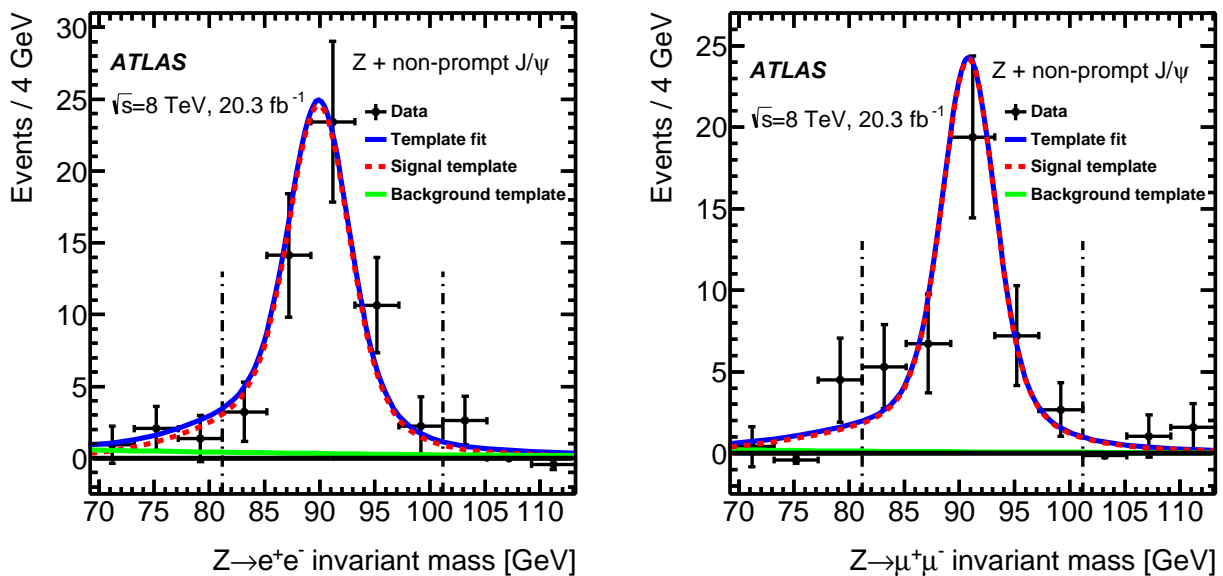 Events / 4 GeV
30
25
20
15
10
5
0
ATLAS
Z + non-prompt J/ψ
√s=8 TeV, 20.3 fb⁻¹
Data
Template fit
Signal template
Background template
70 75 80 85 90 95 100 105 110
Z→e⁺e⁻ invariant mass [GeV]
Events / 4 GeV
25
20
15
10
5
0
ATLAS
Z + non-prompt J/ψ
√s=8 TeV, 20.3 fb⁻¹
Data
Template fit
Signal template
Background template
70 75 80 85 90 95 100 105 110
Z→μ⁺μ⁻ invariant mass [GeV]